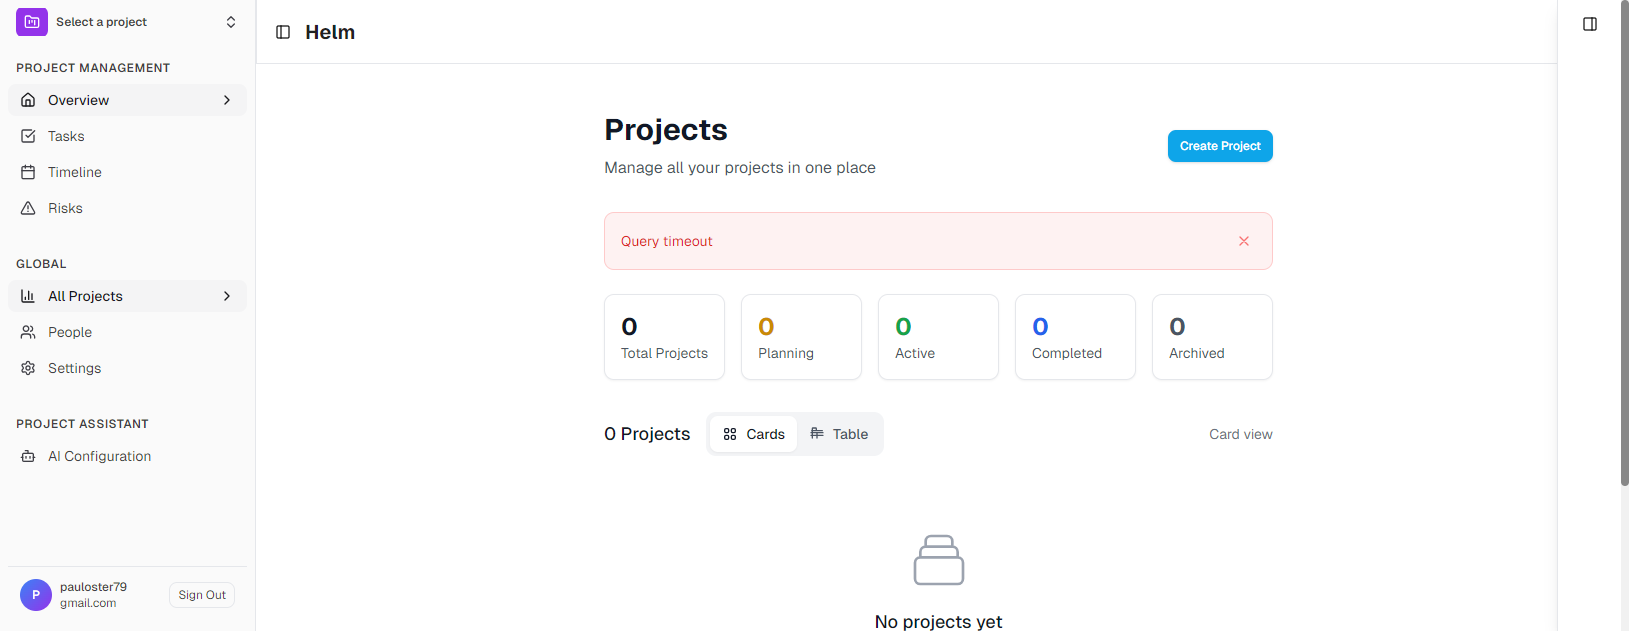 Select a project
PROJECT MANAGEMENT
Overview
Tasks
Timeline
Risks
GLOBAL
All Projects
People
Settings
PROJECT ASSISTANT
AI Configuration
P
pauloster79
gmail.com
Sign Out
Helm
Projects
Manage all your projects in one place
Create Project
Query timeout
0
Total Projects
0
Planning
0
Active
0
Completed
0
Archived
0 Projects
Cards
Table
Card view
No projects yet